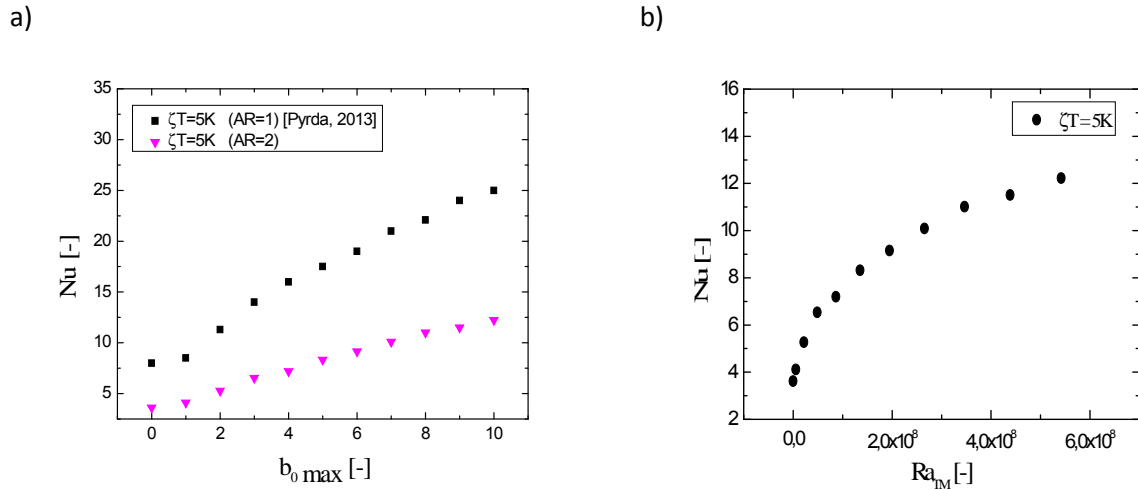 a)
b)
35
30
25
20
15
10
5
0
2
4
6
8
10
Nu [-]
b₀ max [-]
ζT=5K (AR=1) [Pyrda, 2013]
ζT=5K (AR=2)
16
14
12
10
8
6
4
2
0,0
2,0x10⁸
4,0x10⁸
6,0x10⁸
Nu [-]
Ra_TM [-]
ζT=5K